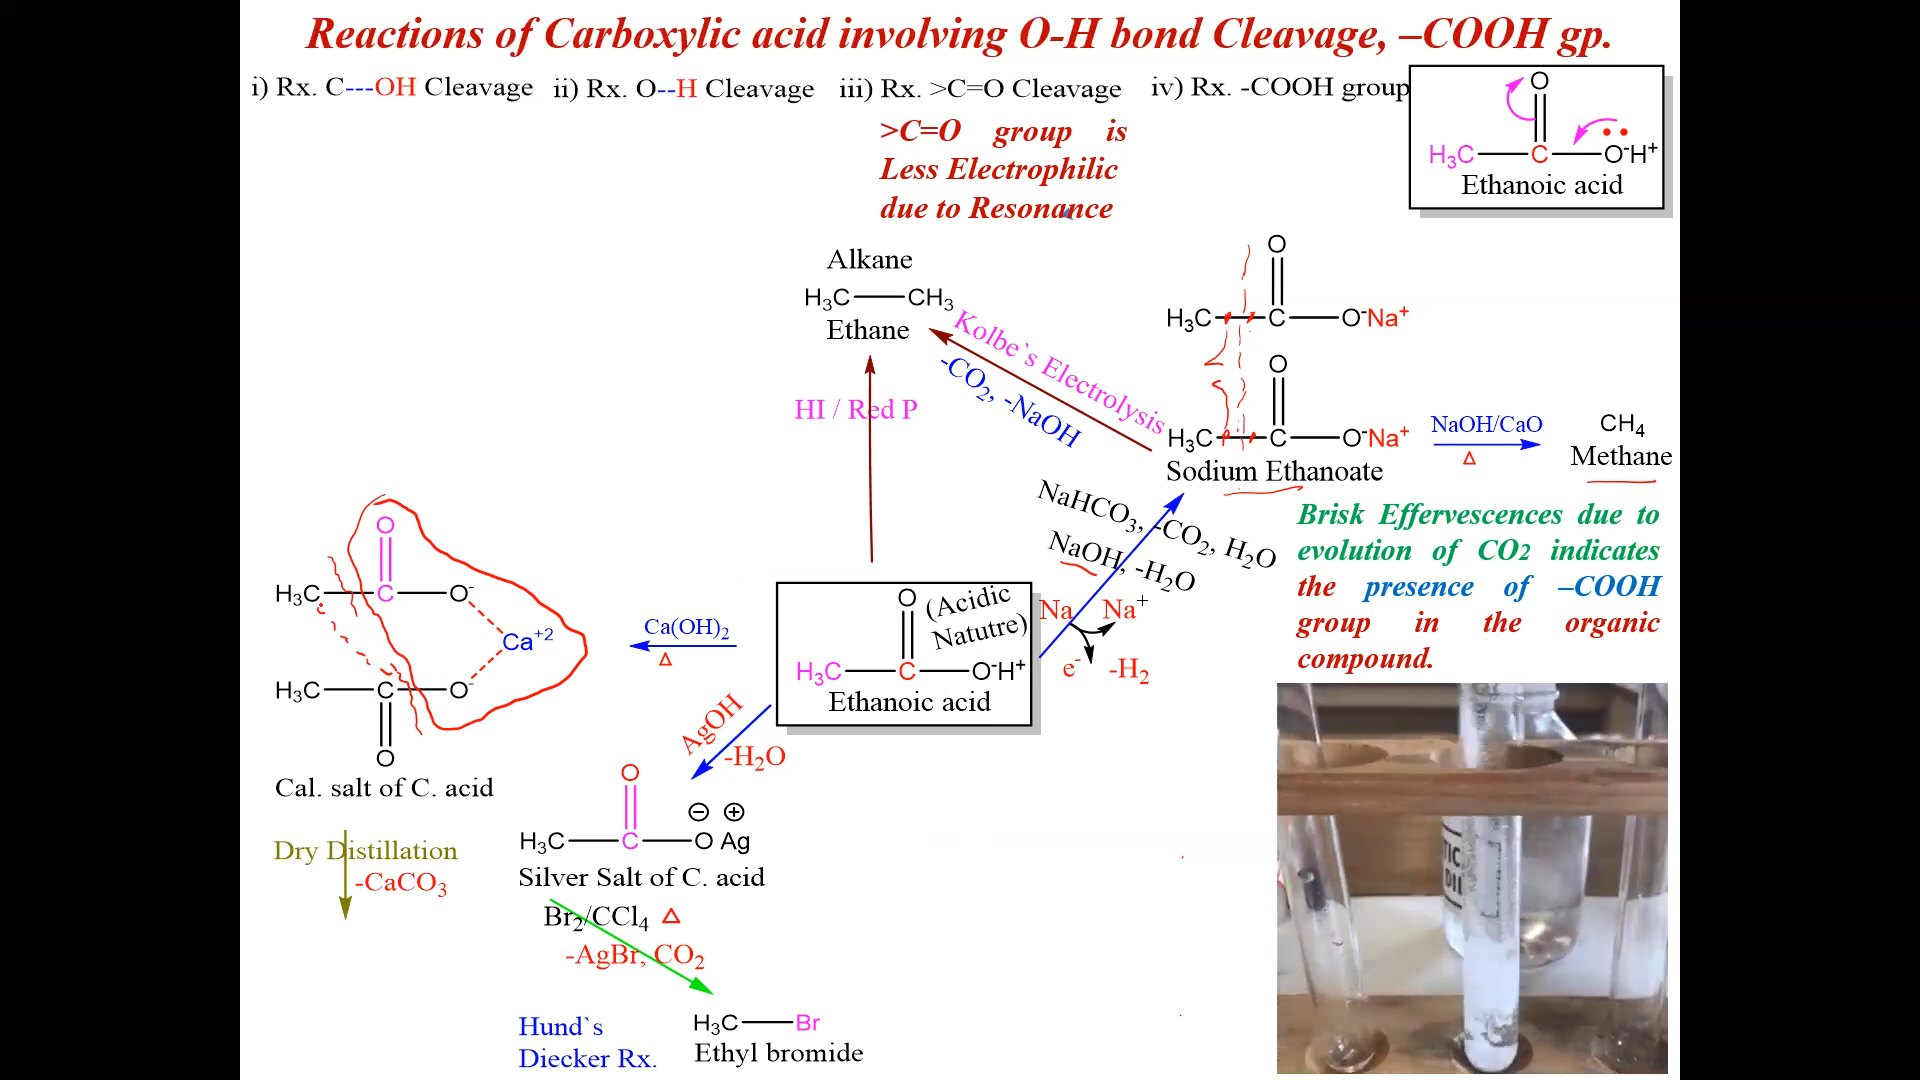 Reactions of Carboxylic acid involving O-H bond Cleavage, –COOH gp.
i) Rx. C---OH Cleavage ii) Rx. O--H Cleavage iii) Rx. >C=O Cleavage iv) Rx. -COOH group
>C=O group is
Less Electrophilic
due to Resonance
O
H₃C C O⁻H⁺
Ethanoic acid
Alkane
H₃C CH₃
Ethane
HI / Red P
Kolbe`s Electrolysis
-CO₂, -NaOH
O
H₃C C O⁻Na⁺
O
H₃C C O⁻Na⁺
Sodium Ethanoate
NaOH/CaO
Δ
CH₄
Methane
NaHCO₃, -CO₂, H₂O
NaOH, -H₂O
Na Na⁺
e⁻ -H₂
Brisk Effervescences due to
evolution of CO2 indicates
the presence of –COOH
group in the organic
compound.
O
(Acidic
Natutre)
H₃C C O⁻H⁺
Ethanoic acid
Ca(OH)₂
Δ
O
H₃C C O⁻
Ca⁺²
H₃C C O⁻
O
Cal. salt of C. acid
Dry Distillation
-CaCO₃
AgOH
-H₂O
O
⊖ ⊕
H₃C C O Ag
Silver Salt of C. acid
Br₂/CCl₄ Δ
-AgBr, CO₂
Hund`s
Diecker Rx.
H₃C Br
Ethyl bromide
TIC
OIL